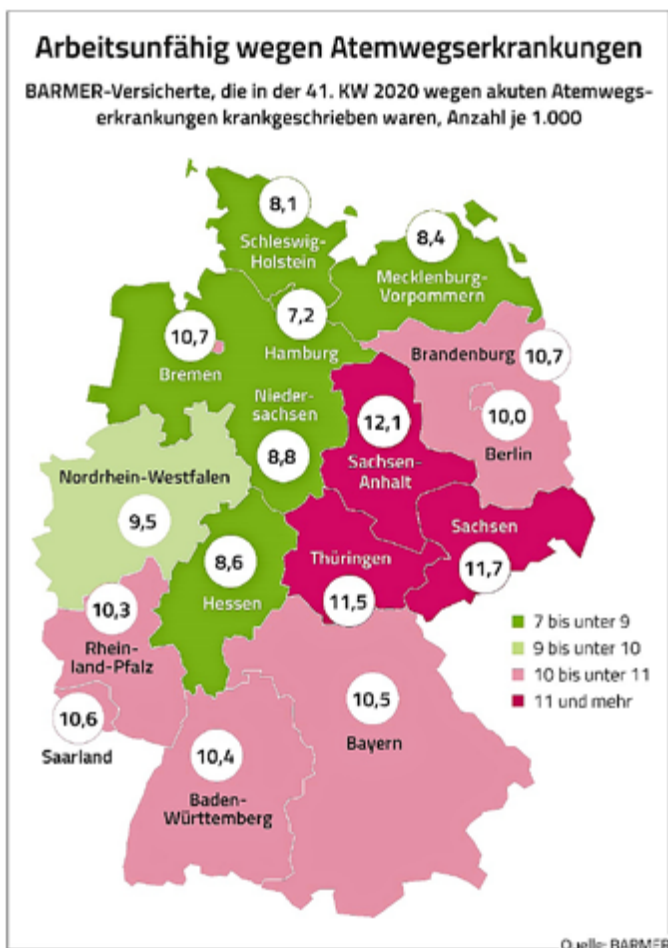 Arbeitsunfähig wegen Atemwegserkrankungen
BARMER-Versicherte, die in der 41. KW 2020 wegen akuten Atemwegs-
erkrankungen krankgeschrieben waren, Anzahl je 1.000
8,1
Schleswig-
Holstein
8,4
Mecklenburg-
Vorpommern
7,2
Hamburg
10,7
Bremen
Brandenburg
10,7
Nieder-
sachsen
8,8
10,0
Berlin
12,1
Sachsen-
Anhalt
Nordrhein-Westfalen
9,5
Sachsen
11,7
8,6
Hessen
Thüringen
11,5
10,3
Rhein-
land-Pfalz
7 bis unter 9
9 bis unter 10
10 bis unter 11
11 und mehr
10,6
Saarland
10,5
Bayern
10,4
Baden-
Württemberg
Quelle: BARMER